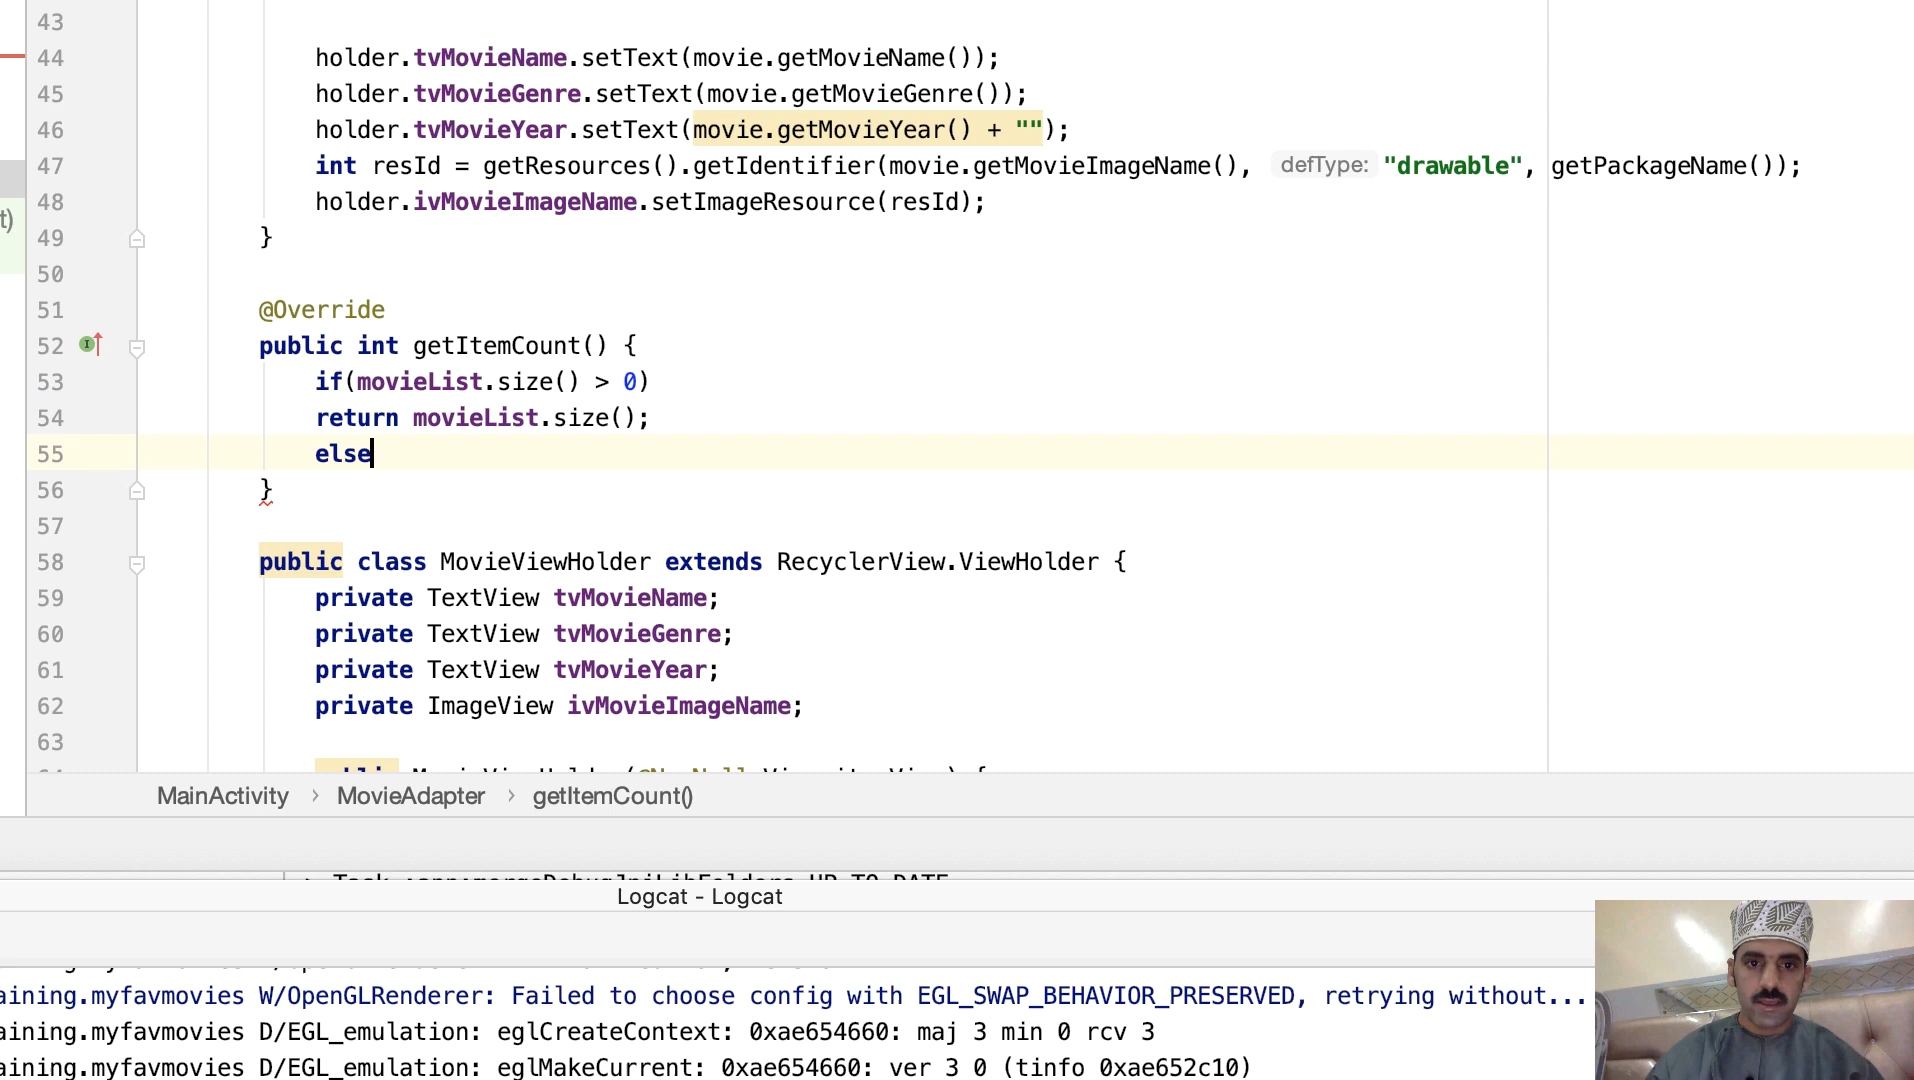 43
44 holder.tvMovieName.setText(movie.getMovieName());
45 holder.tvMovieGenre.setText(movie.getMovieGenre());
46 holder.tvMovieYear.setText(movie.getMovieYear() + "");
47 int resId = getResources().getIdentifier(movie.getMovieImageName(), defType: "drawable", getPackageName());
48 holder.ivMovieImageName.setImageResource(resId);
t)
49 }
50
51 @Override
52 public int getItemCount() {
53 if(movieList.size() > 0)
54 return movieList.size();
55 else
56 }
57
58 public class MovieViewHolder extends RecyclerView.ViewHolder {
59 private TextView tvMovieName;
60 private TextView tvMovieGenre;
61 private TextView tvMovieYear;
62 private ImageView ivMovieImageName;
63
MainActivity > MovieAdapter > getItemCount()
Logcat - Logcat
aining.myfavmovies W/OpenGLRenderer: Failed to choose config with EGL_SWAP_BEHAVIOR_PRESERVED, retrying without...
aining.myfavmovies D/EGL_emulation: eglCreateContext: 0xae654660: maj 3 min 0 rcv 3
aining.myfavmovies D/EGL_emulation: eglMakeCurrent: 0xae654660: ver 3 0 (tinfo 0xae652c10)